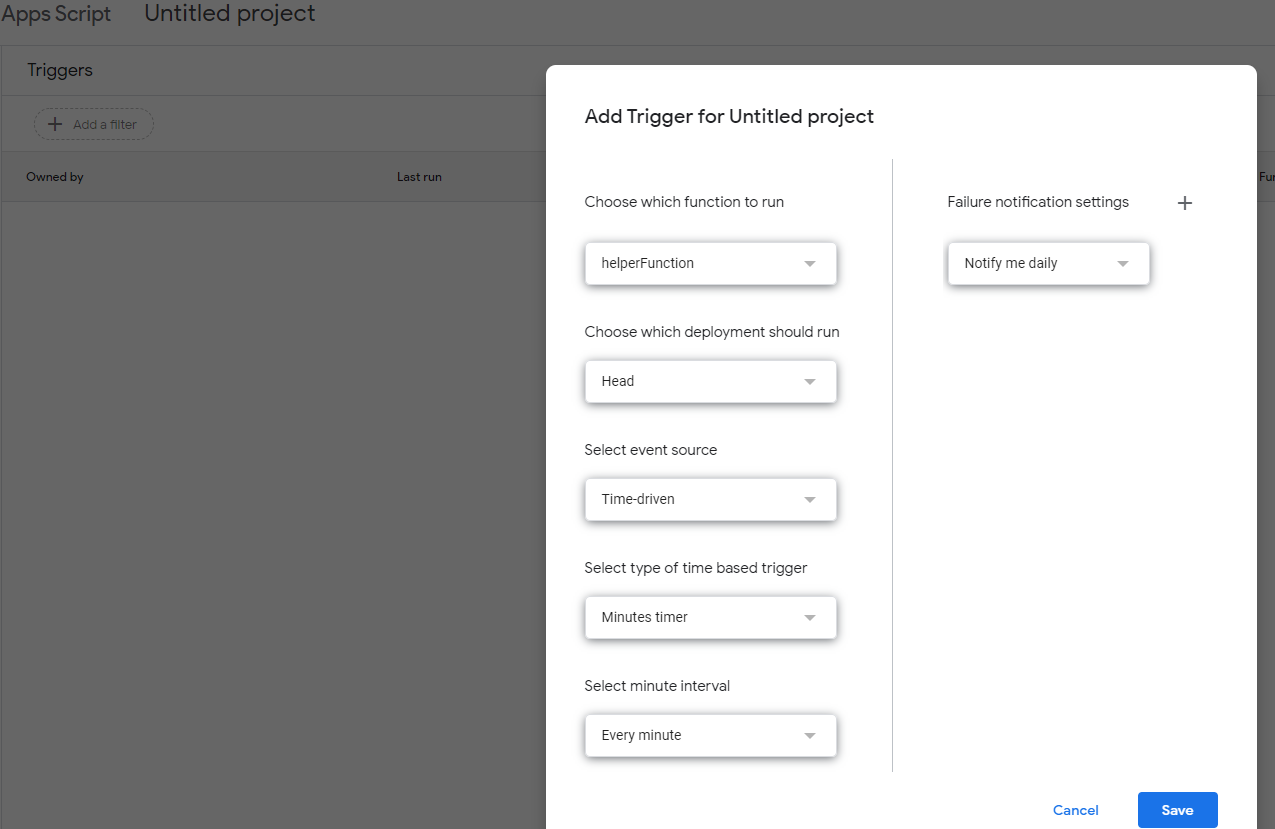 Apps Script Untitled project
Triggers
Add a filter
Owned by Last run
Add Trigger for Untitled project
Choose which function to run
helperFunction
Choose which deployment should run
Head
Select event source
Time-driven
Select type of time based trigger
Minutes timer
Select minute interval
Every minute
Failure notification settings
Notify me daily
Cancel Save